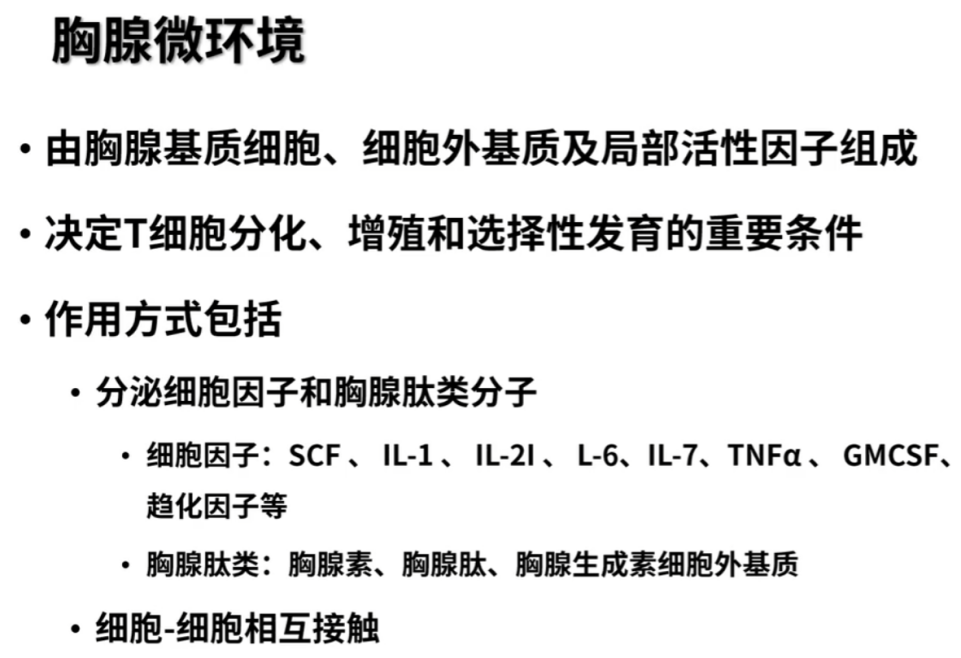 胸腺微环境
• 由胸腺基质细胞、细胞外基质及局部活性因子组成
• 决定T细胞分化、增殖和选择性发育的重要条件
• 作用方式包括
• 分泌细胞因子和胸腺肽类分子
• 细胞因子：SCF 、 IL-1 、 IL-2I 、 L-6、IL-7、TNFα 、 GMCSF、
趋化因子等
• 胸腺肽类：胸腺素、胸腺肽、胸腺生成素细胞外基质
• 细胞-细胞相互接触